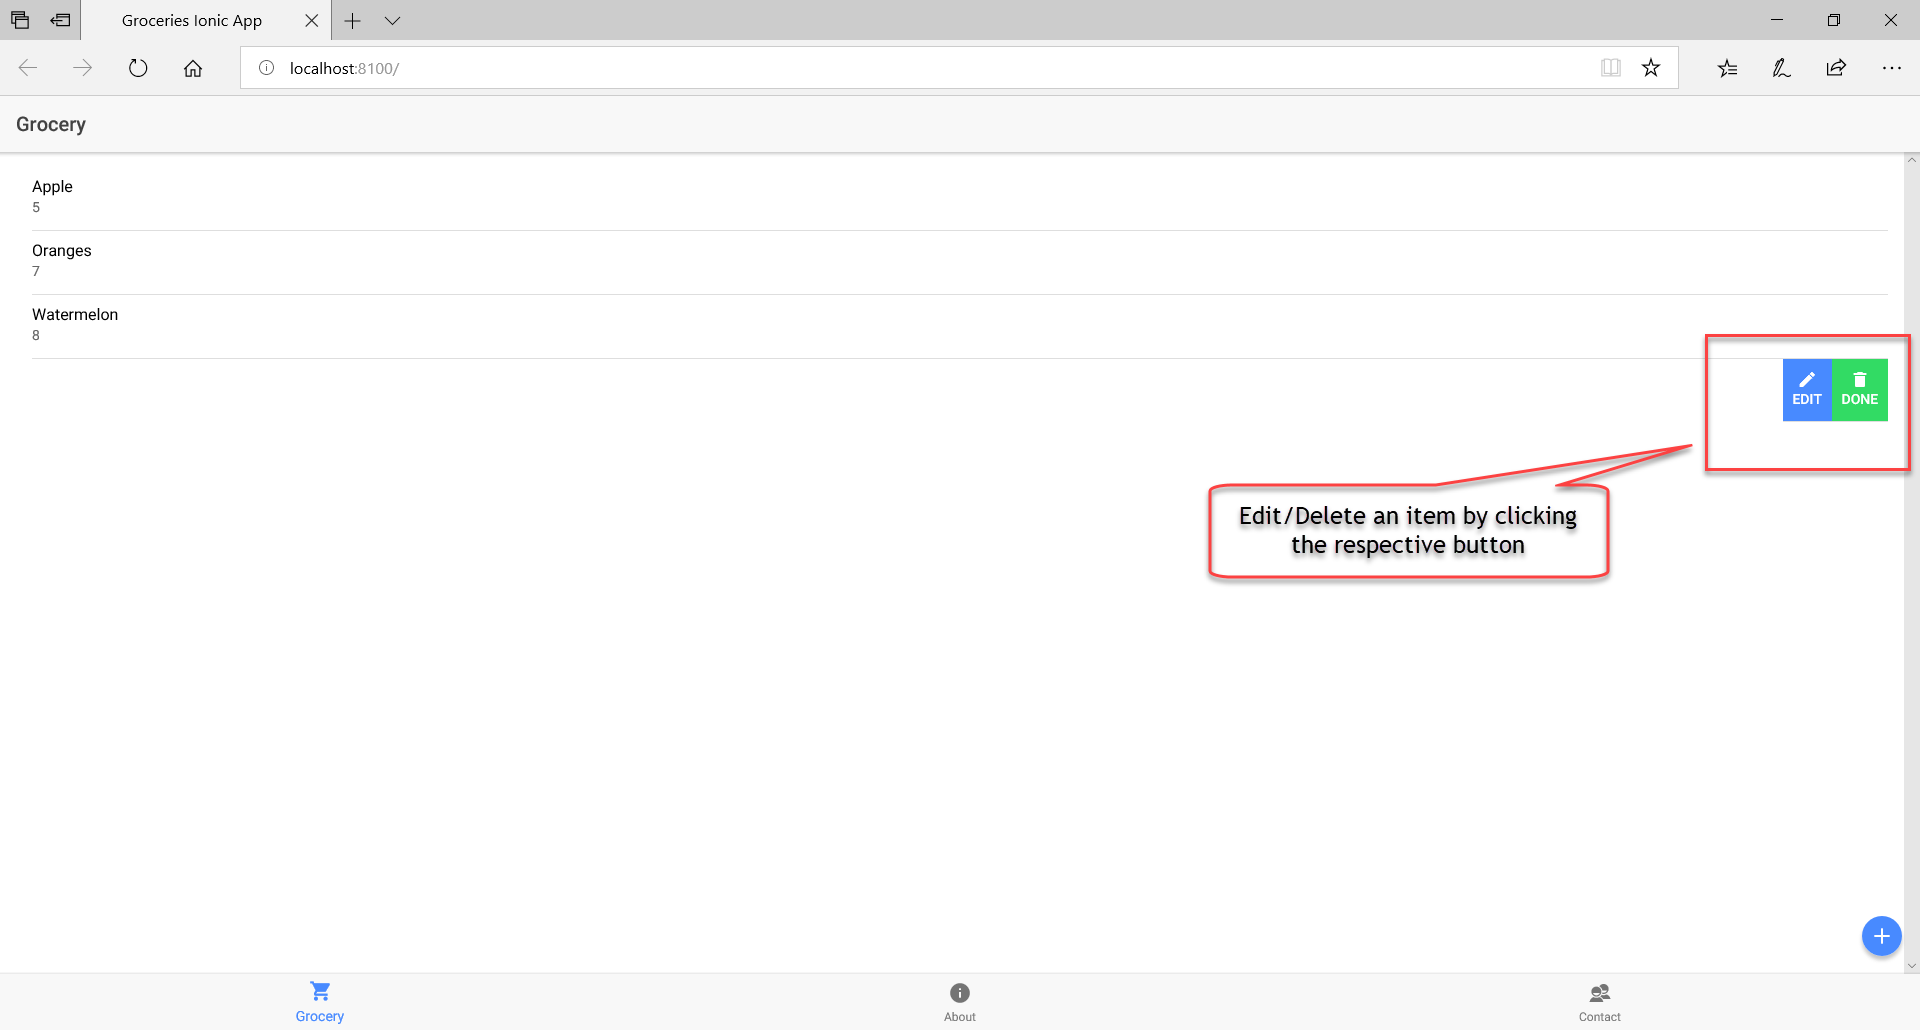 Groceries Ionic App
localhost:8100/
Grocery
Apple
5
Oranges
7
Watermelon
8
EDIT
DONE
Edit/Delete an item by clicking
the respective button
Grocery
About
Contact